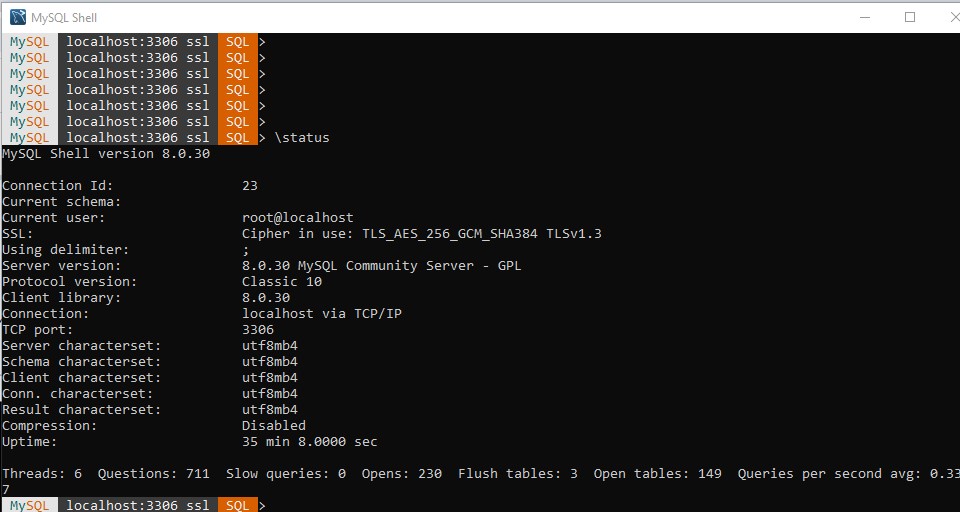 MySQL Shell
MySQL localhost:3306 ssl SQL >
MySQL localhost:3306 ssl SQL >
MySQL localhost:3306 ssl SQL >
MySQL localhost:3306 ssl SQL >
MySQL localhost:3306 ssl SQL >
MySQL localhost:3306 ssl SQL >
MySQL localhost:3306 ssl SQL > \status
MySQL Shell version 8.0.30
Connection Id: 23
Current schema:
Current user: root@localhost
SSL: Cipher in use: TLS_AES_256_GCM_SHA384 TLSv1.3
Using delimiter: ;
Server version: 8.0.30 MySQL Community Server - GPL
Protocol version: Classic 10
Client library: 8.0.30
Connection: localhost via TCP/IP
TCP port: 3306
Server characterset: utf8mb4
Schema characterset: utf8mb4
Client characterset: utf8mb4
Conn. characterset: utf8mb4
Result characterset: utf8mb4
Compression: Disabled
Uptime: 35 min 8.0000 sec
Threads: 6 Questions: 711 Slow queries: 0 Opens: 230 Flush tables: 3 Open tables: 149 Queries per second avg: 0.33
7
MySQL localhost:3306 ssl SQL >